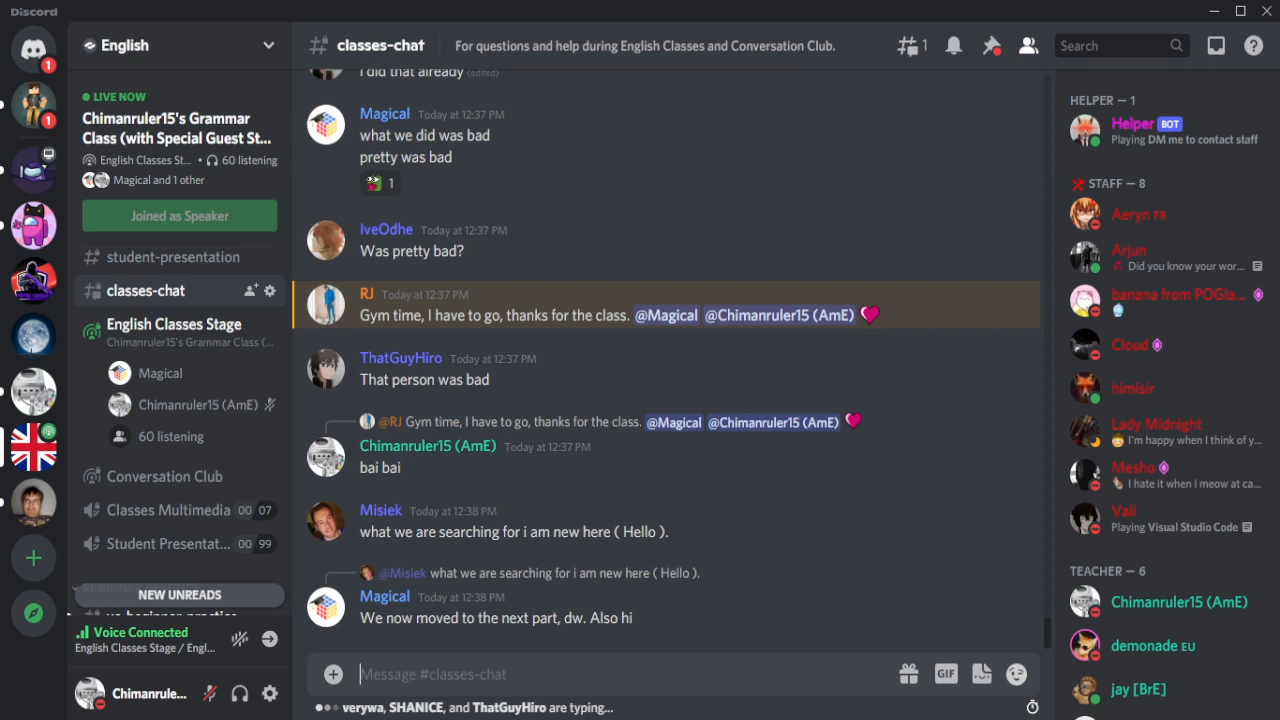 Discord
English
classes-chat
For questions and help during English Classes and Conversation Club.
1
Search
1
1
LIVE NOW
Chimanruler15's Grammar
Class (with Special Guest St...
English Classes St... • 60 listening
Magical and 1 other
Joined as Speaker
student-presentation
classes-chat
English Classes Stage
Chimanruler15's Grammar Class (...
Magical
Chimanruler15 (AmE)
60 listening
Conversation Club
Classes Multimedia 00 07
Student Presentat... 00 99
NEW UNREADS
Voice Connected
English Classes Stage / Engl...
Chimanrule...
I did that already (edited)
Magical Today at 12:37 PM
what we did was bad
pretty was bad
1
IveOdhe Today at 12:37 PM
Was pretty bad?
RJ Today at 12:37 PM
Gym time, I have to go, thanks for the class. @Magical @Chimanruler15 (AmE)
ThatGuyHiro Today at 12:37 PM
That person was bad
@RJ Gym time, I have to go, thanks for the class. @Magical @Chimanruler15 (AmE)
Chimanruler15 (AmE) Today at 12:37 PM
bai bai
Misiek Today at 12:38 PM
what we are searching for i am new here ( Hello ).
@Misiek what we are searching for i am new here ( Hello ).
Magical Today at 12:38 PM
We now moved to the next part, dw. Also hi
Message #classes-chat
GIF
verywa, SHANICE, and ThatGuyHiro are typing...
HELPER — 1
Helper BOT
Playing DM me to contact staff
STAFF — 8
Aeryn FR
Arjun
Did you know your wor...
banana from POGla...
Cloud
himisir
Lady Midnight
I'm happy when I think of y...
Mesho
I hate it when i meow at ca...
Vali
Playing Visual Studio Code
TEACHER — 6
Chimanruler15 (AmE)
demonade EU
jay [BrE]